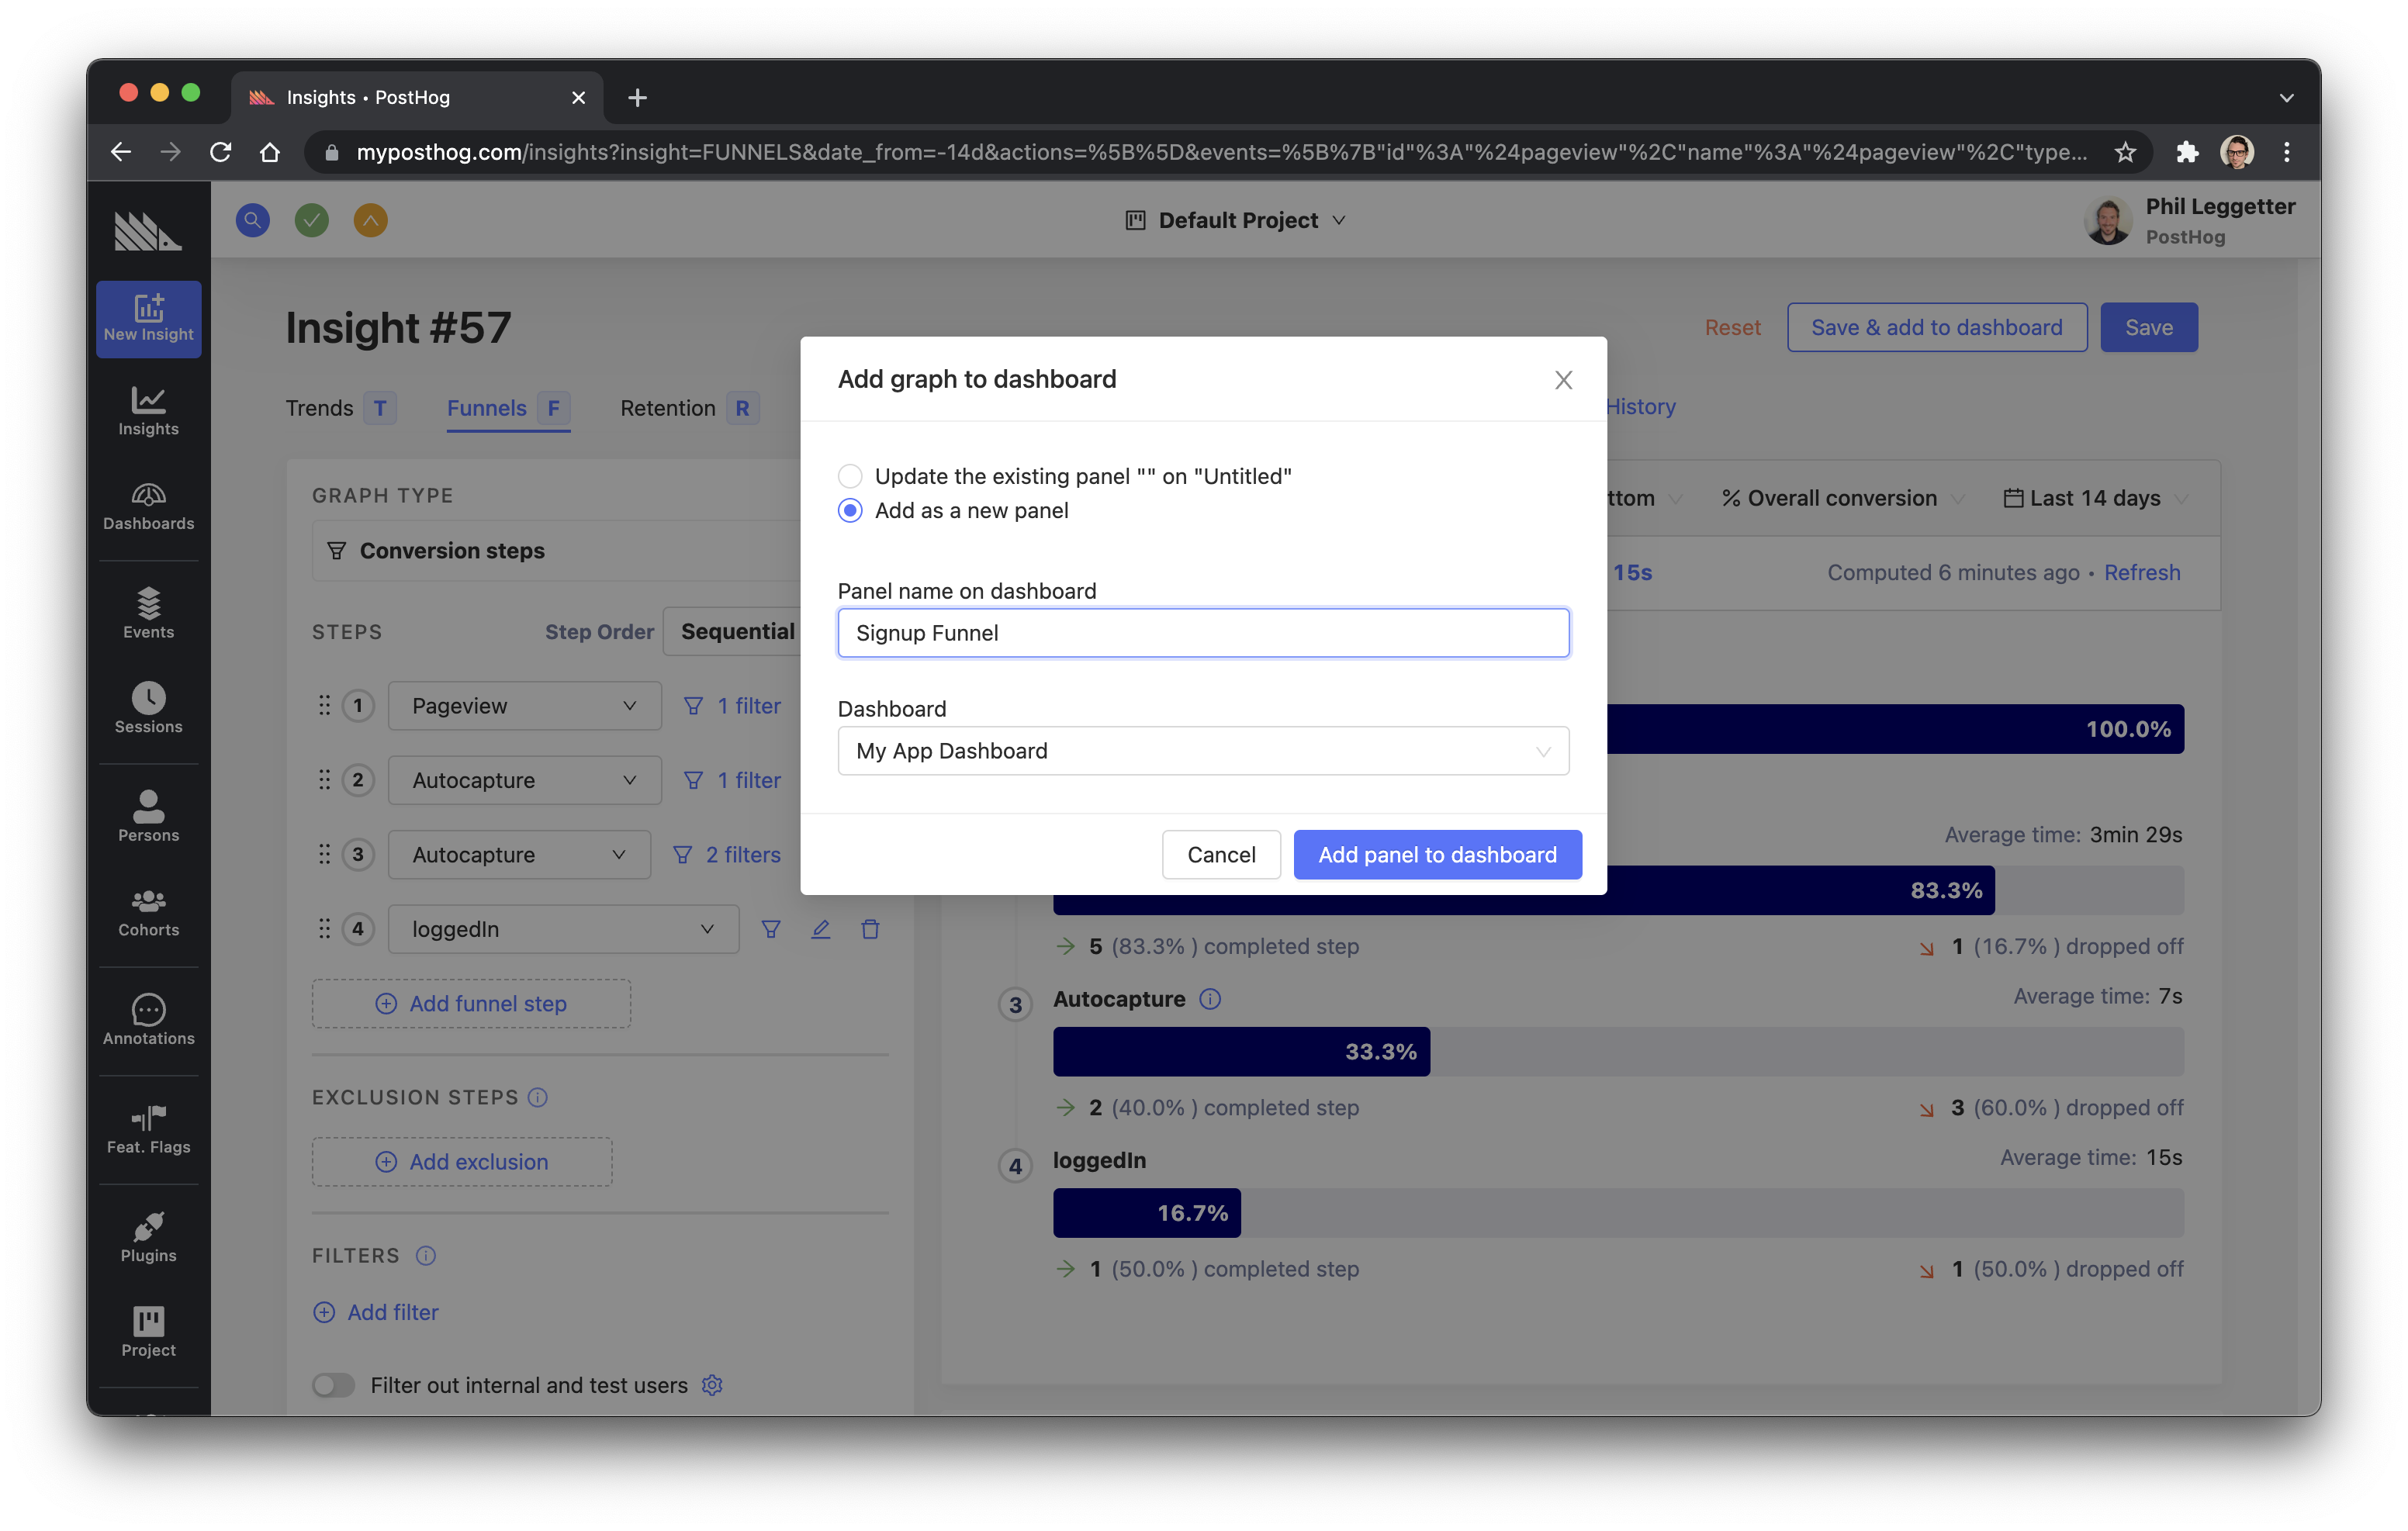 Insights • PostHog
myposthog.com/insights?insight=FUNNELS&date_from=-14d&actions=%5B%5D&events=%5B%7B"id"%3A"%24pageview"%2C"name"%3A"%24pageview"%2C"type...
Default Project
Phil Leggetter
PostHog
New Insight
Insights
Dashboards
Events
Sessions
Persons
Cohorts
Annotations
Feat. Flags
Plugins
Project
Insight #57
Reset
Save & add to dashboard
Save
Trends T
Funnels F
Retention R
History
GRAPH TYPE
Conversion steps
STEPS
Step Order Sequential
1 Pageview 1 filter
2 Autocapture 1 filter
3 Autocapture 2 filters
4 loggedIn
Add funnel step
EXCLUSION STEPS
Add exclusion
FILTERS
Add filter
Filter out internal and test users
Add graph to dashboard
Update the existing panel "" on "Untitled"
Add as a new panel
Panel name on dashboard
Signup Funnel
Dashboard
My App Dashboard
Cancel
Add panel to dashboard
ttom
% Overall conversion
Last 14 days
15s
Computed 6 minutes ago • Refresh
100.0%
Average time: 3min 29s
83.3%
5 (83.3% ) completed step
1 (16.7% ) dropped off
3 Autocapture
Average time: 7s
33.3%
2 (40.0% ) completed step
3 (60.0% ) dropped off
4 loggedIn
Average time: 15s
16.7%
1 (50.0% ) completed step
1 (50.0% ) dropped off